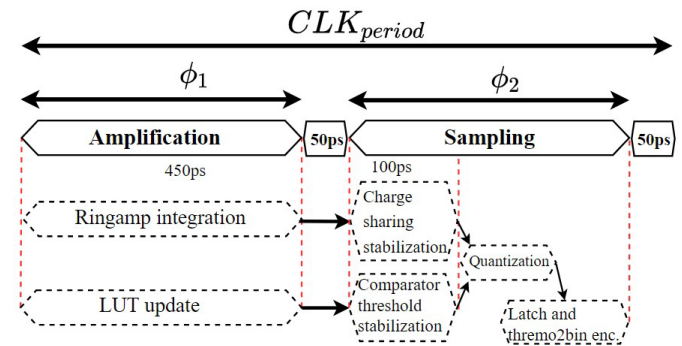 CLK_period
ϕ1
ϕ2
Amplification
50ps
Sampling
50ps
450ps
100ps
Ringamp integration
Charge
sharing
stabilization
Quantization
LUT update
Comparator
threshold
stabilization
Latch and
thremo2bin enc.